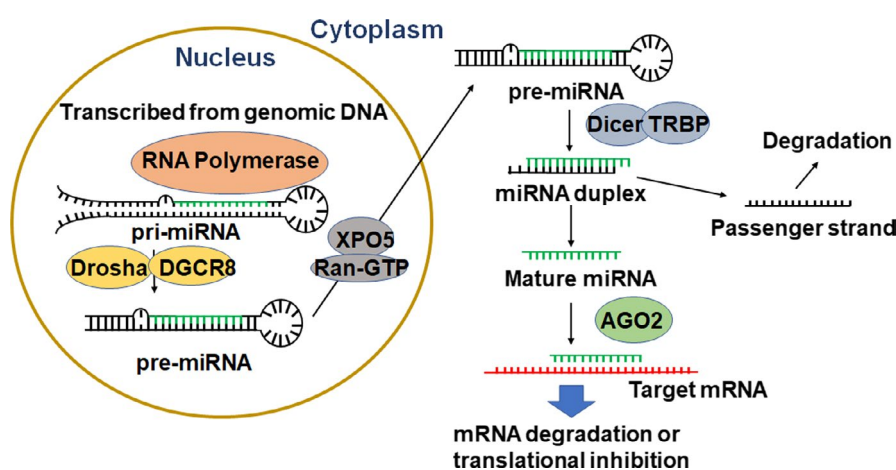 Cytoplasm
Nucleus
Transcribed from genomic DNA
RNA Polymerase
pri-miRNA
Drosha DGCR8
pre-miRNA
XPO5
Ran-GTP
pre-miRNA
Dicer TRBP
miRNA duplex
Degradation
Passenger strand
Mature miRNA
AGO2
Target mRNA
mRNA degradation or
translational inhibition